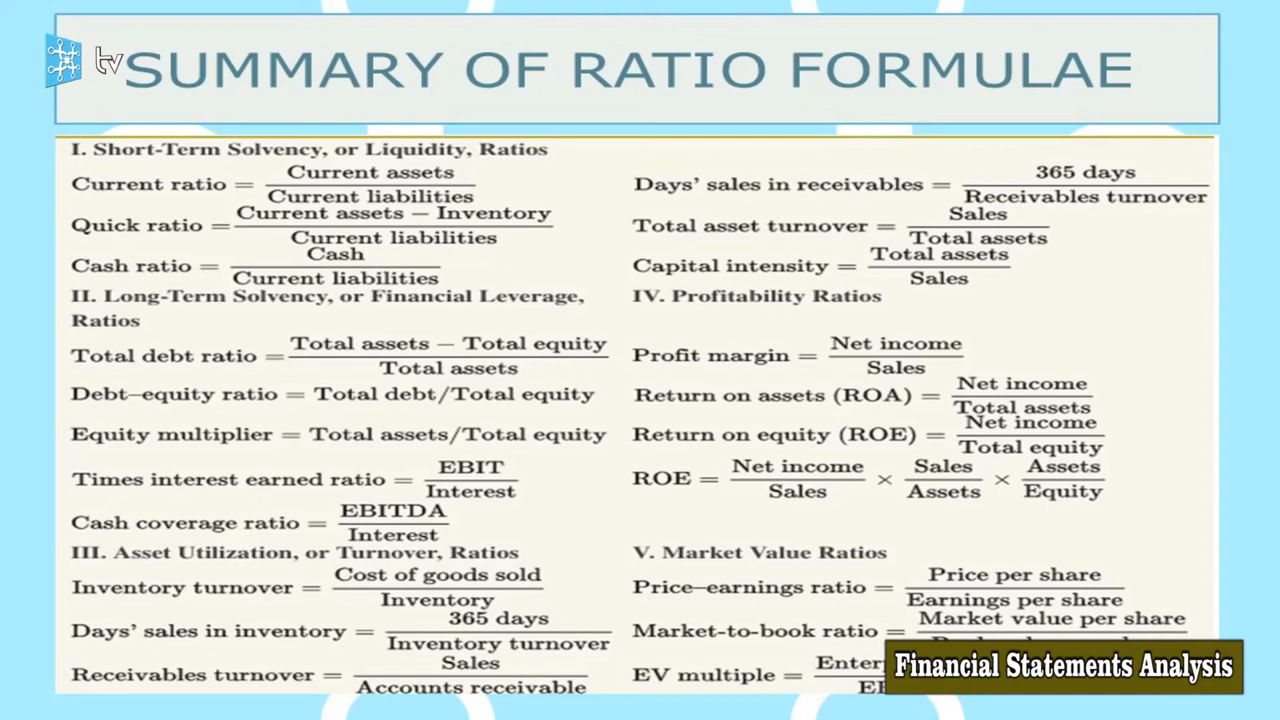 tv
SUMMARY OF RATIO FORMULAE
I. Short-Term Solvency, or Liquidity, Ratios
Current ratio = Current assets / Current liabilities
Quick ratio = Current assets − Inventory / Current liabilities
Cash ratio = Cash / Current liabilities
II. Long-Term Solvency, or Financial Leverage,
Ratios
Total debt ratio = Total assets − Total equity / Total assets
Debt–equity ratio = Total debt/Total equity
Equity multiplier = Total assets/Total equity
Times interest earned ratio = EBIT / Interest
Cash coverage ratio = EBITDA / Interest
III. Asset Utilization, or Turnover, Ratios
Inventory turnover = Cost of goods sold / Inventory
Days' sales in inventory = 365 days / Inventory turnover
Receivables turnover = Sales / Accounts receivable
Days' sales in receivables = 365 days / Receivables turnover
Total asset turnover = Sales / Total assets
Capital intensity = Total assets / Sales
IV. Profitability Ratios
Profit margin = Net income / Sales
Return on assets (ROA) = Net income / Total assets
Return on equity (ROE) = Net income / Total equity
ROE = Net income / Sales × Sales / Assets × Assets / Equity
V. Market Value Ratios
Price–earnings ratio = Price per share / Earnings per share
Market-to-book ratio = Market value per share
EV multiple =
Financial Statements Analysis